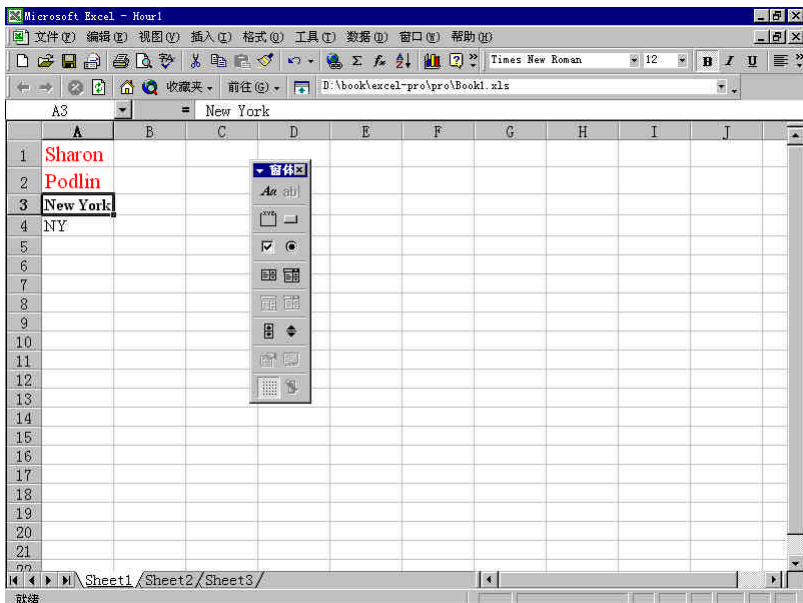 Microsoft Excel - Hour1
文件(F) 编辑(E) 视图(V) 插入(I) 格式(O) 工具(T) 数据(D) 窗口(W) 帮助(H)
Times New Roman 12 B I U
收藏夹 前往(G) D:\book\excel-pro\pro\Book1.xls
A3 = New York
A B C D E F G H I J
1 Sharon
2 Podlin
3 New York
4 NY
5
6
7
8
9
10
11
12
13
14
15
16
17
18
19
20
21
22
窗体
Aa ab|
Sheet1 Sheet2 Sheet3
就绪